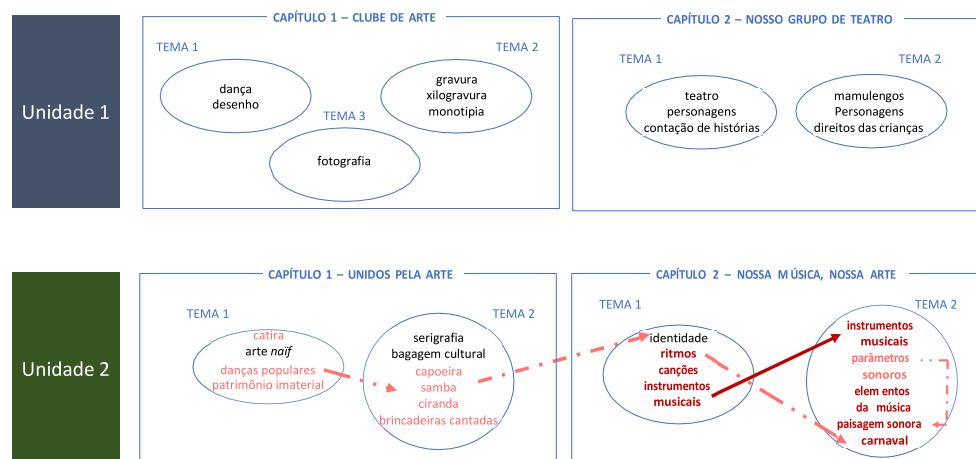 Unidade 1
CAPÍTULO 1 – CLUBE DE ARTE
TEMA 1
dança
desenho
TEMA 2
gravura
xilogravura
monotipia
TEMA 3
fotografia
CAPÍTULO 2 – NOSSO GRUPO DE TEATRO
TEMA 1
teatro
personagens
contação de histórias
TEMA 2
mamulengos
Personagens
direitos das crianças
Unidade 2
CAPÍTULO 1 – UNIDOS PELA ARTE
TEMA 1
catira
arte naïf
danças populares
patrimônio imaterial
TEMA 2
serigrafia
bagagem cultural
capoeira
samba
ciranda
brincadeiras cantadas
CAPÍTULO 2 – NOSSA M ÚSICA, NOSSA ARTE
TEMA 1
identidade
ritmos
canções
instrumentos
musicais
TEMA 2
instrumentos
musicais
parâmetros
sonoros
elem entos
da música
paisagem sonora
carnaval